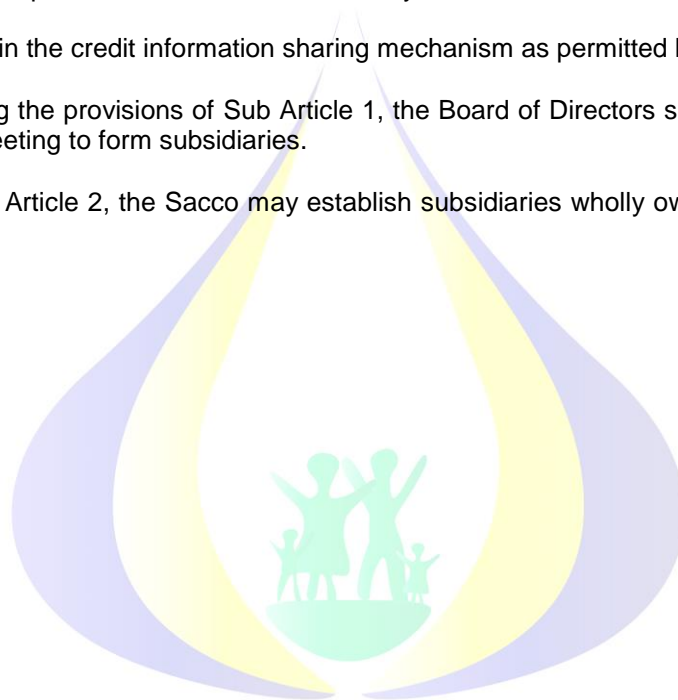 in the credit information sharing mechanism as permitted
g the provisions of Sub Article 1, the Board of Directors s
eeting to form subsidiaries.
Article 2, the Sacco may establish subsidiaries wholly ow